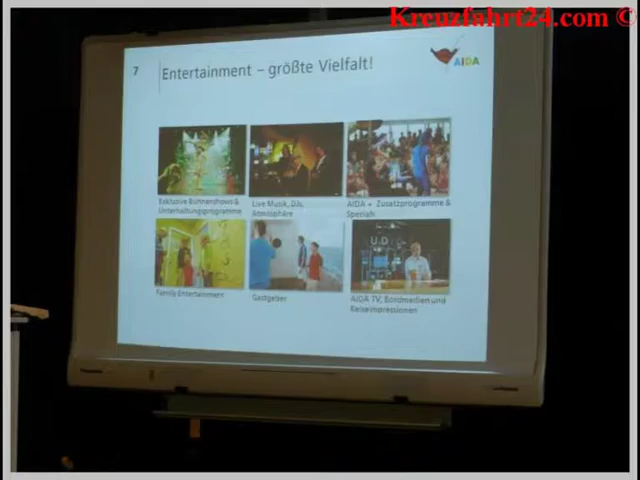 Kreuzfahrt24.com ©
7
Entertainment – größte Vielfalt!
AIDA
Exklusive Bühnenshows &
Unterhaltungsprogramme
Live Musik, DJs,
Atmosphäre
AIDA + Zusatzprogramme &
Specials
Family Entertainment
Gastgeber
AIDA TV, Bordmedien und
Reiseimpressionen